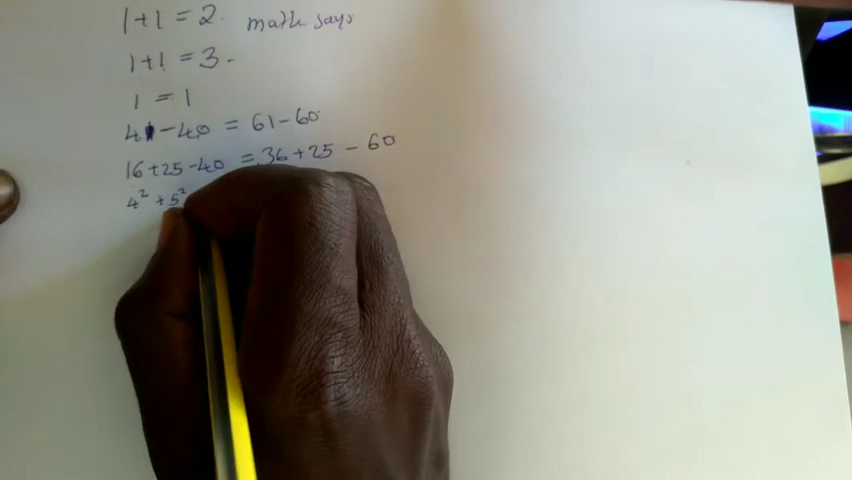 1+1 = 2. math says
1+1 = 3.
1 = 1
41-40 = 61-60
16+25-40 = 36+25 - 60
4² +5²